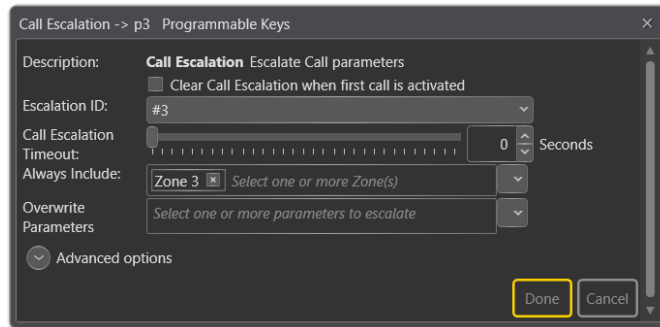 Call Escalation -> p3 Programmable Keys
Description: Call Escalation Escalate Call parameters
Clear Call Escalation when first call is activated
Escalation ID: #3
Call Escalation
Timeout: 0 Seconds
Always Include: Zone 3 Select one or more Zone(s)
Overwrite
Parameters Select one or more parameters to escalate
Advanced options
Done Cancel